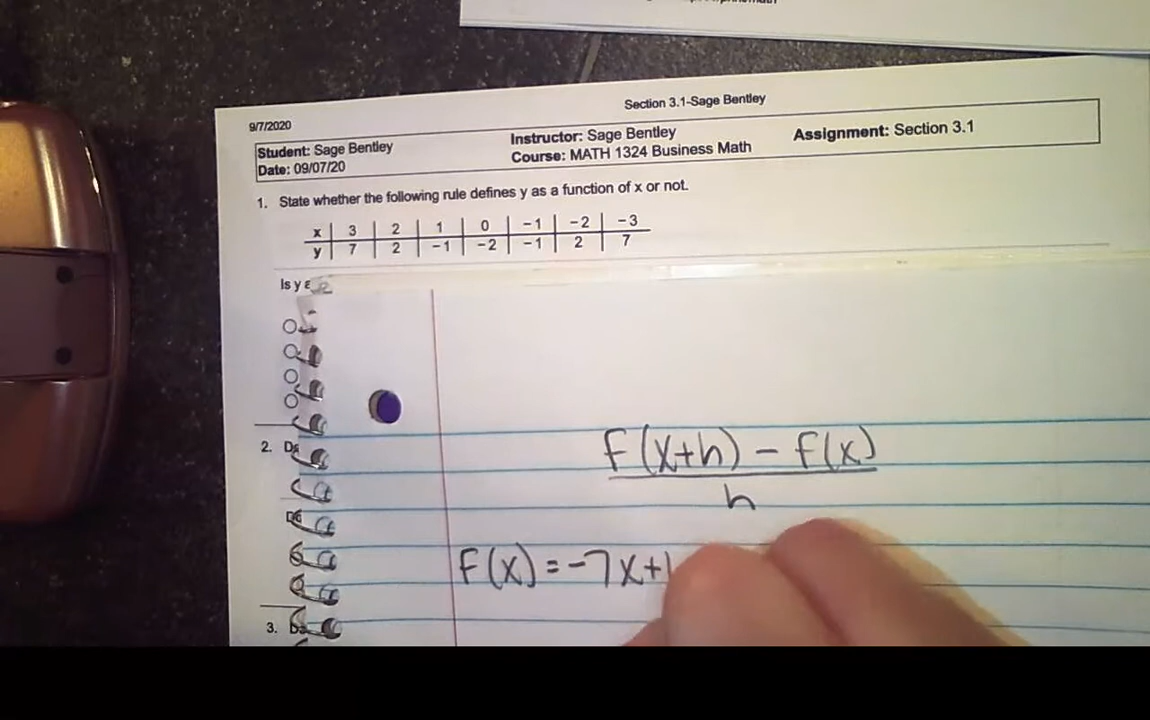 Section 3.1-Sage Bentley
9/7/2020
Student: Sage Bentley
Date: 09/07/20
Instructor: Sage Bentley
Course: MATH 1324 Business Math
Assignment: Section 3.1
1. State whether the following rule defines y as a function of x or not.
x 3 2 1 0 -1 -2 -3
y 7 2 -1 -2 -1 2 7
Is y
F(x+h) - F(x)
h
F(x) = -7x+1
2.
3.